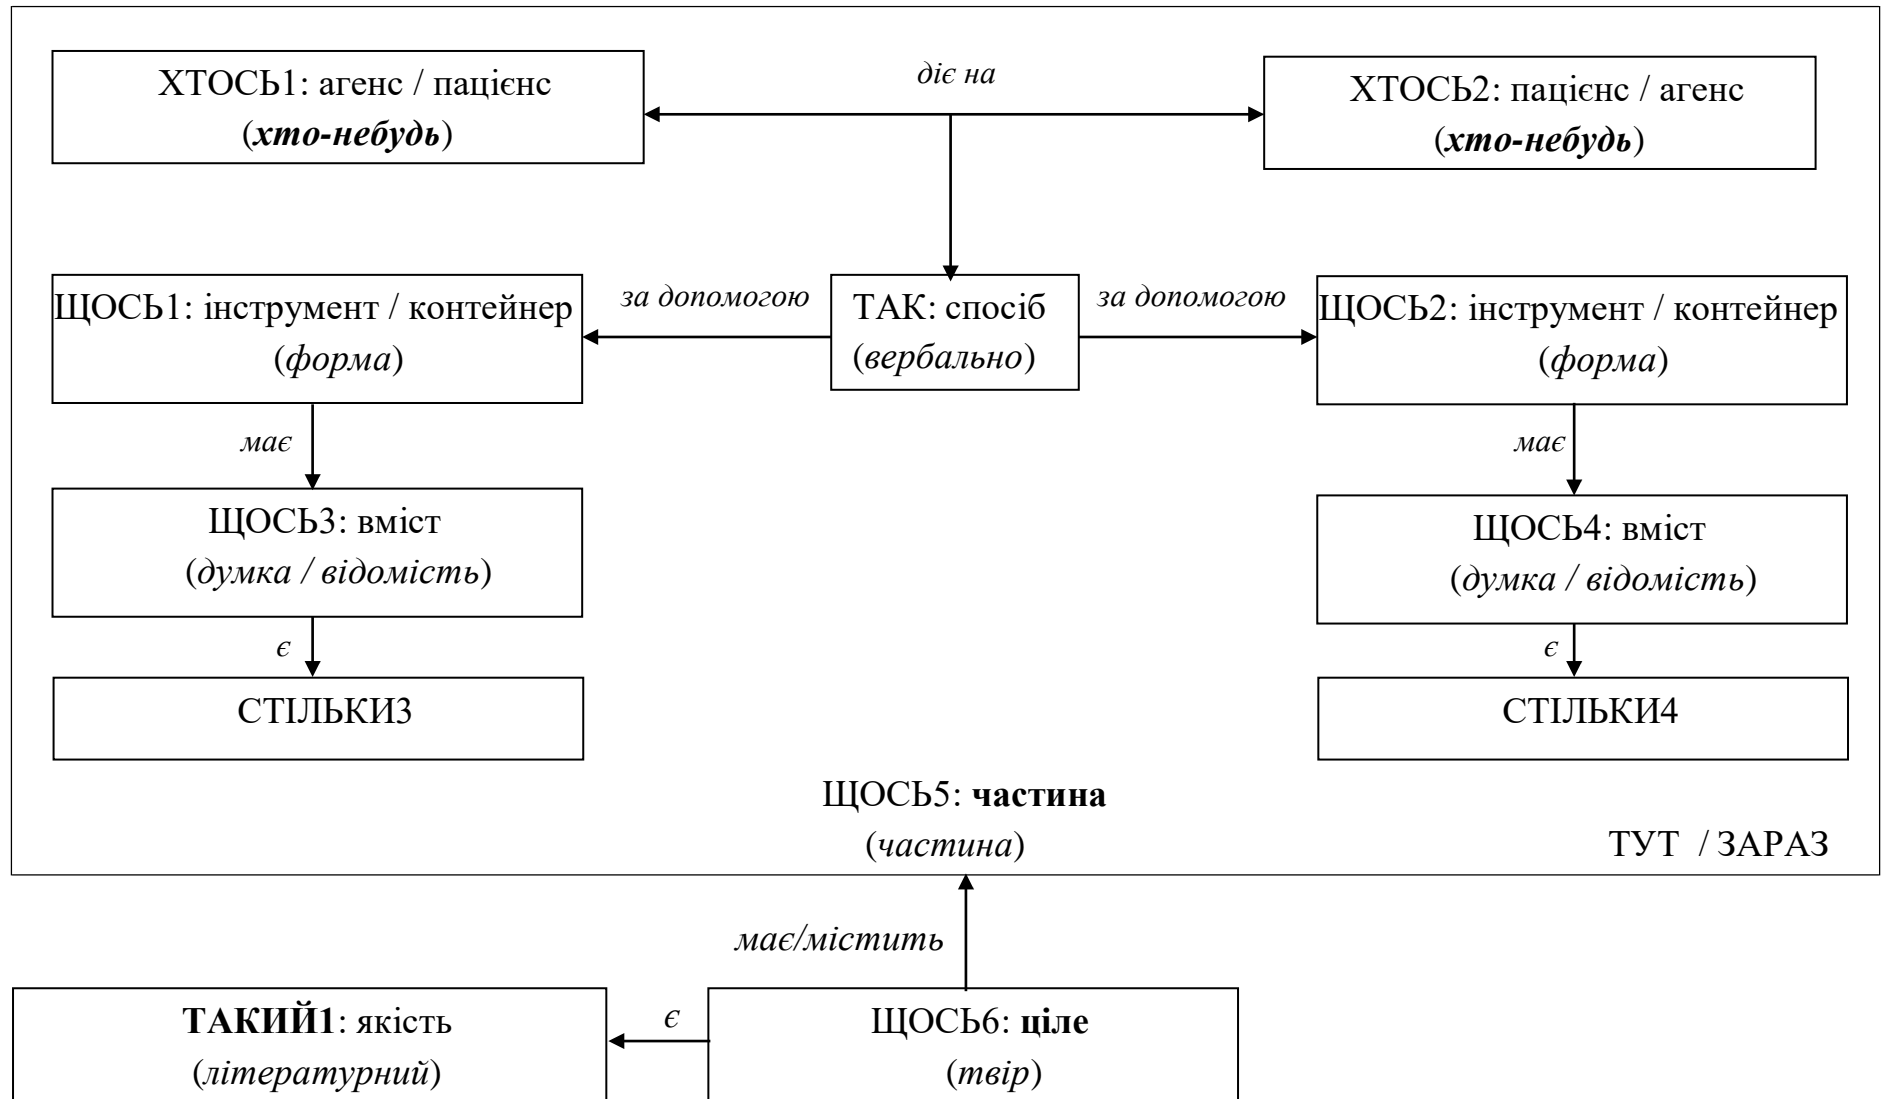 діє на
ХТОСЬ1: агенс / пацієнс
(хто-небудь)
ХТОСЬ2: пацієнс / агенс
(хто-небудь)
за допомогою
за допомогою
ЩОСЬ1: інструмент / контейнер
(форма)
ТАК: спосіб
(вербально)
ЩОСЬ2: інструмент / контейнер
(форма)
має
має
ЩОСЬ3: вміст
(думка / відомість)
ЩОСЬ4: вміст
(думка / відомість)
є
є
СТІЛЬКИ3
СТІЛЬКИ4
ЩОСЬ5: частина
(частина)
ТУТ / ЗАРАЗ
має/містить
ТАКИЙ1: якість
(літературний)
є
ЩОСЬ6: ціле
(твір)